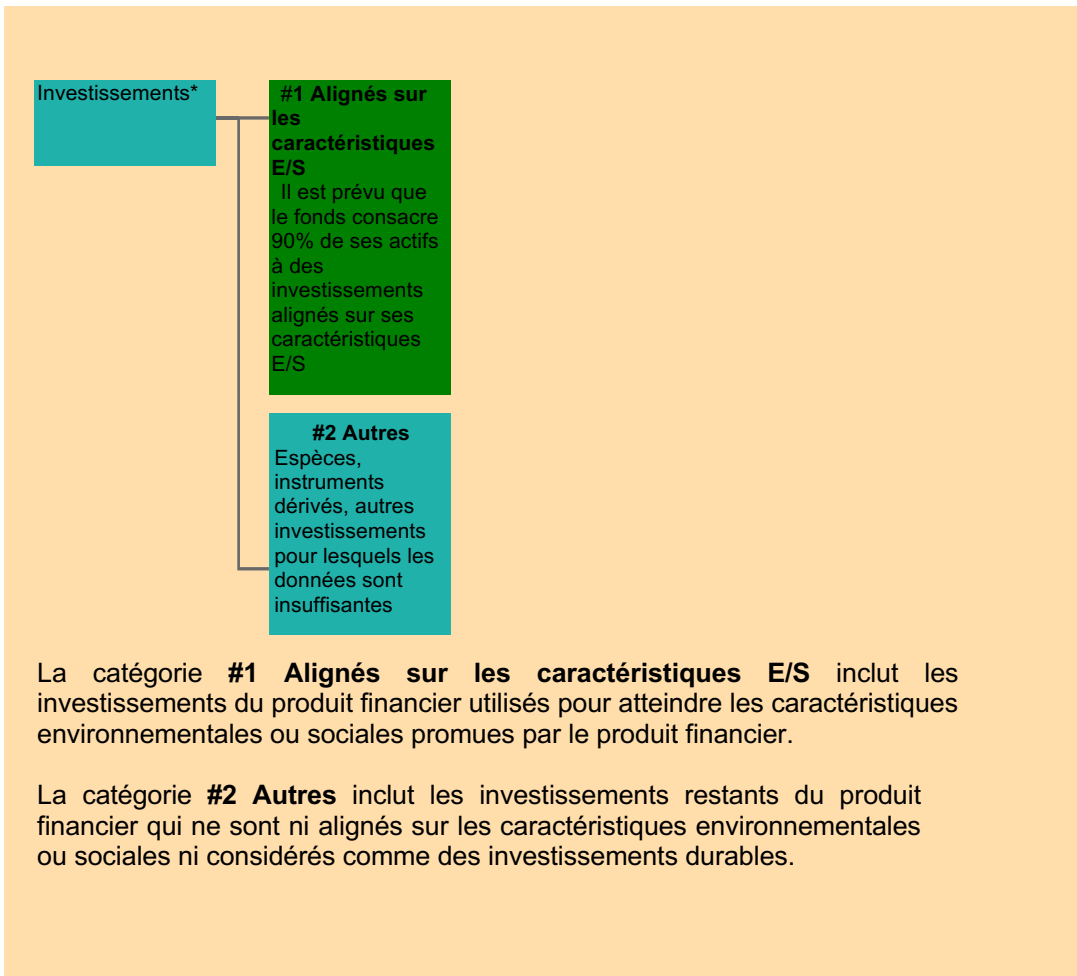 Investissements*
#1 Alignés sur
les
caractéristiques
E/S
Il est prévu que
le fonds consacre
90% de ses actifs
à des
investissements
alignés sur ses
caractéristiques
E/S
#2 Autres
Espèces,
instruments
dérivés, autres
investissements
pour lesquels les
données sont
insuffisantes
La catégorie #1 Alignés sur les caractéristiques E/S inclut les
investissements du produit financier utilisés pour atteindre les caractéristiques
environnementales ou sociales promues par le produit financier.
La catégorie #2 Autres inclut les investissements restants du produit
financier qui ne sont ni alignés sur les caractéristiques environnementales
ou sociales ni considérés comme des investissements durables.